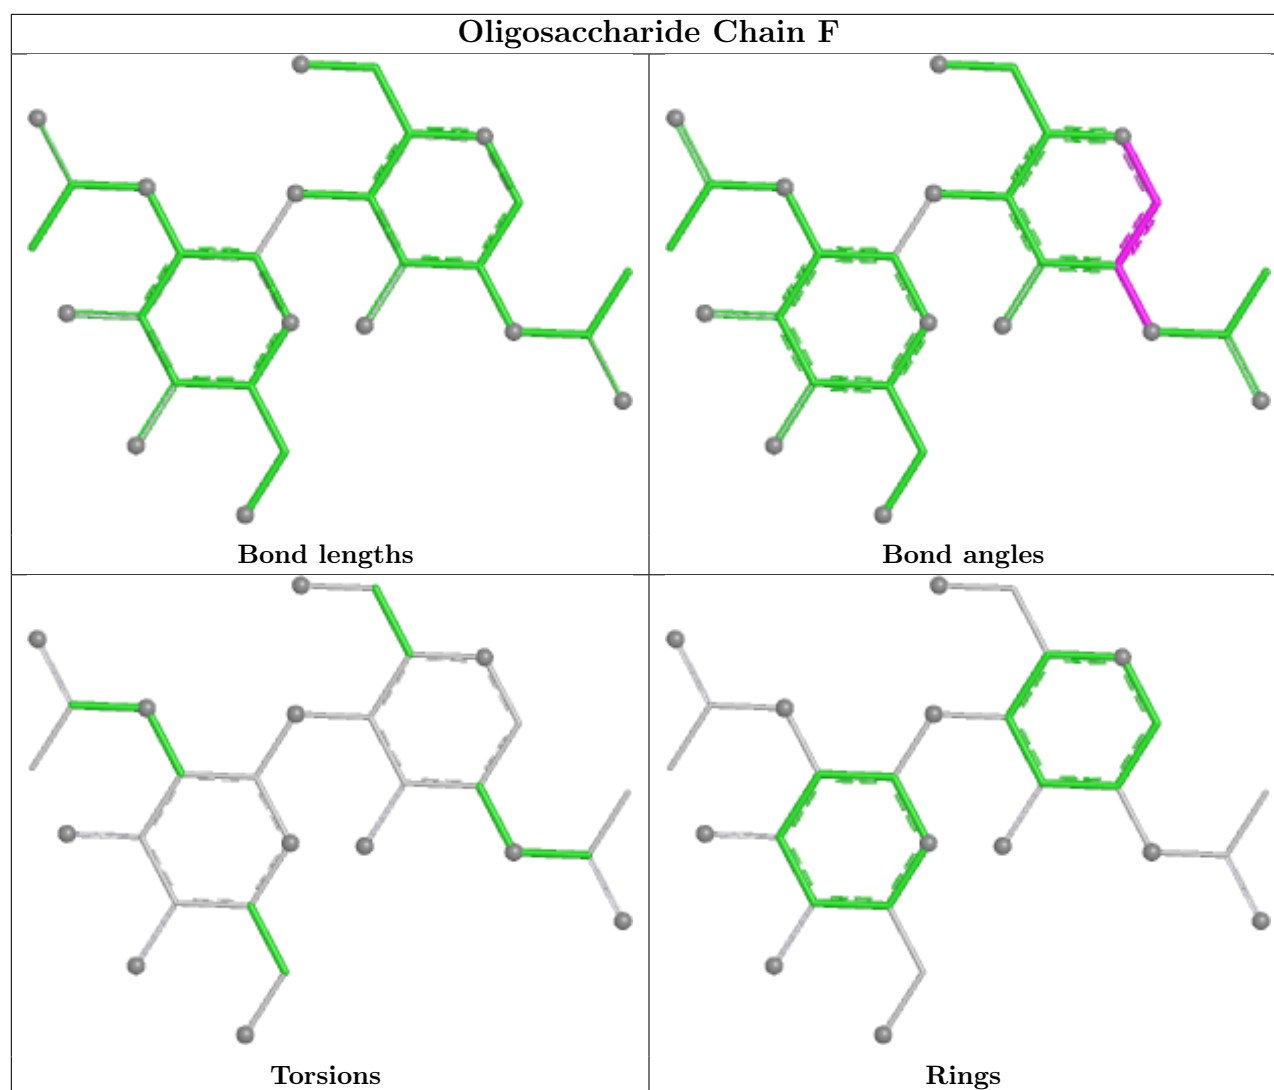 Oligosaccharide Chain F
Bond lengths
Bond angles
Torsions
Rings